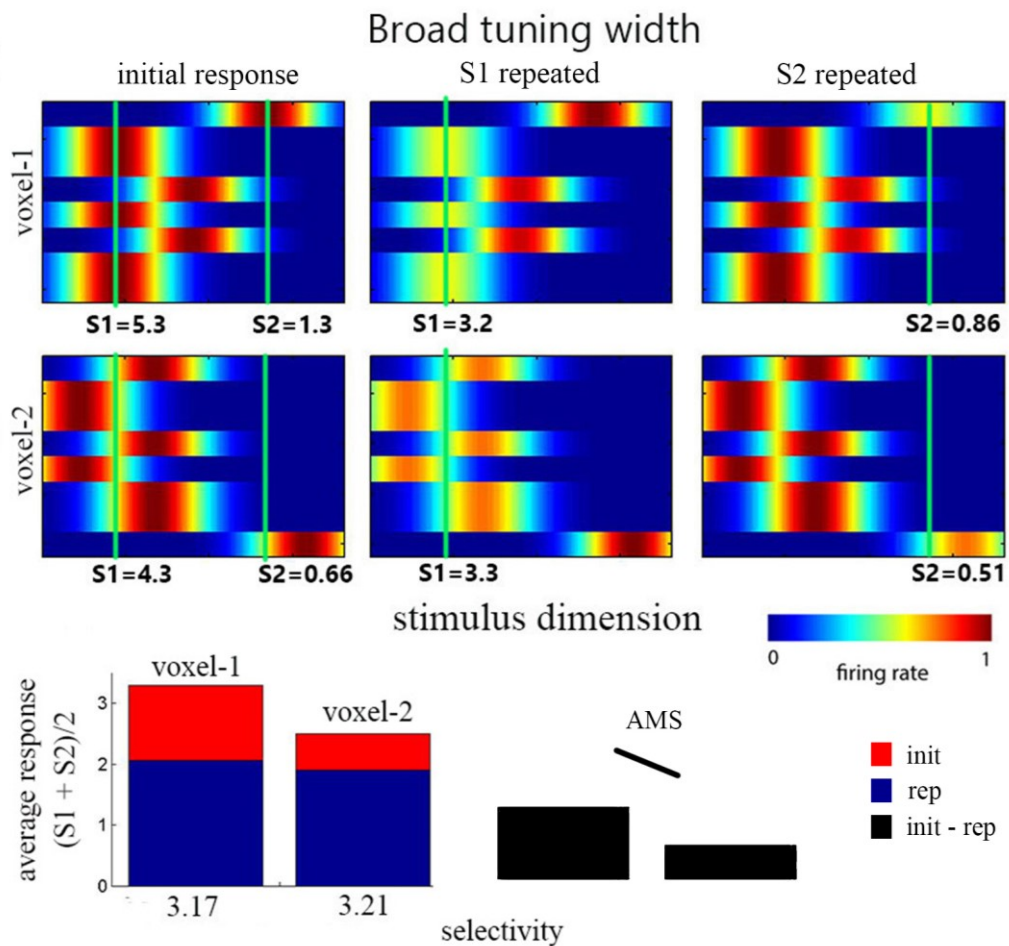 Broad tuning width
initial response
S1 repeated
S2 repeated
voxel-1
S1=5.3
S2=1.3
S1=3.2
S2=0.86
voxel-2
S1=4.3
S2=0.66
S1=3.3
S2=0.51
stimulus dimension
0
1
firing rate
average response
(S1 + S2)/2
3
2
1
0
voxel-1
voxel-2
3.17
3.21
AMS
init
rep
init - rep
selectivity